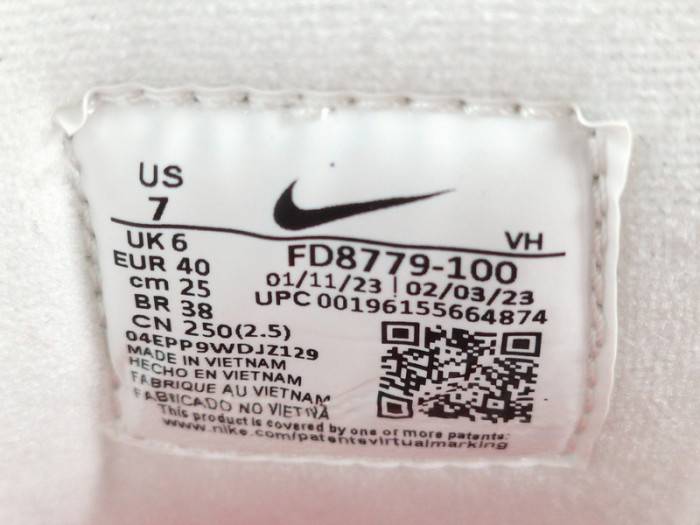 US
7
VH
UK 6
EUR 40
cm 25
BR 38
CN 250(2.5)
FD8779-100
01/11/23 | 02/03/23
UPC 00196155664874
04EPP9WDJZ129
MADE IN VIETNAM
HECHO EN VIETNAM
FABRIQUE AU VIETNAM
FABRICADO NO VIETNÃ
This product is covered by one or more patents:
www.nike.com/patentsvirtualmarking